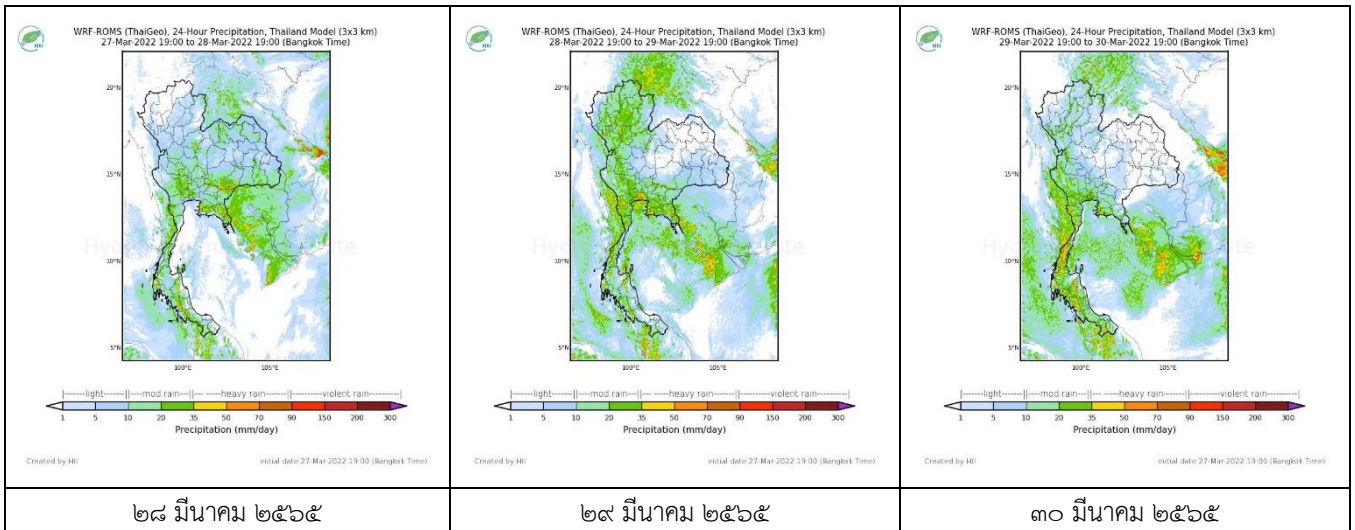 HII
WRF-ROMS (ThaiGeo), 24-Hour Precipitation, Thailand Model (3x3 km)
27-Mar-2022 19:00 to 28-Mar-2022 19:00 (Bangkok Time)
20°N
15°N
10°N
5°N
100°E
105°E
|-------light-------||----mod.rain---||--- ---heavy rain----||------violent rain-------|
1 5 10 20 35 50 70 90 150 200 300
Precipitation (mm/day)
Created by HII
initial date:27-Mar-2022 19:00 (Bangkok Time)
๒๘ มีนาคม ๒๕๖๕
HII
WRF-ROMS (ThaiGeo), 24-Hour Precipitation, Thailand Model (3x3 km)
28-Mar-2022 19:00 to 29-Mar-2022 19:00 (Bangkok Time)
20°N
15°N
10°N
5°N
100°E
105°E
|-------light-------||----mod.rain---||--- ---heavy rain----||------violent rain-------|
1 5 10 20 35 50 70 90 150 200 300
Precipitation (mm/day)
Created by HII
initial date:27-Mar-2022 19:00 (Bangkok Time)
๒๙ มีนาคม ๒๕๖๕
HII
WRF-ROMS (ThaiGeo), 24-Hour Precipitation, Thailand Model (3x3 km)
29-Mar-2022 19:00 to 30-Mar-2022 19:00 (Bangkok Time)
20°N
15°N
10°N
5°N
100°E
105°E
|-------light-------||----mod.rain---||--- ---heavy rain----||------violent rain-------|
1 5 10 20 35 50 70 90 150 200 300
Precipitation (mm/day)
Created by HII
initial date:27-Mar-2022 19:00 (Bangkok Time)
๓๐ มีนาคม ๒๕๖๕